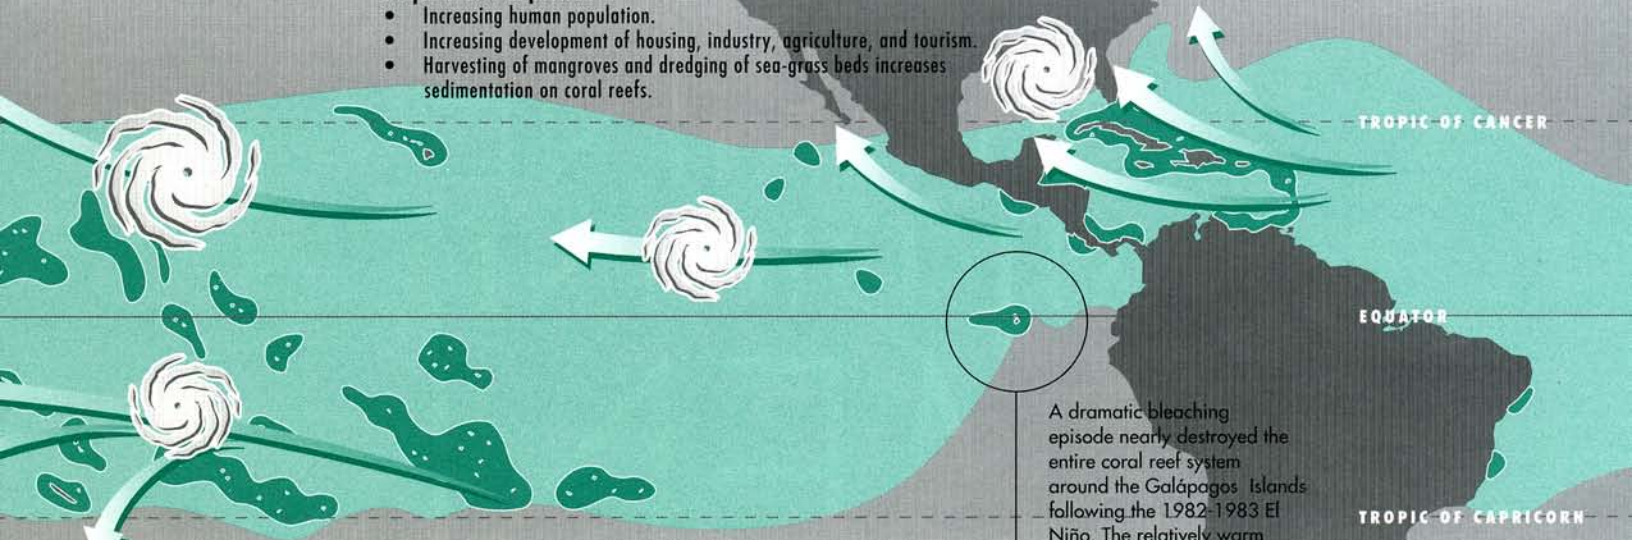 • Increasing human population.
• Increasing development of housing, industry, agriculture, and tourism.
• Harvesting of mangroves and dredging of sea-grass beds increases
sedimentation on coral reefs.
TROPIC OF CANCER
EQUATOR
A dramatic bleaching
episode nearly destroyed the
entire coral reef system
around the Galápagos Islands
following the 1982-1983 El
Niño. The relatively warm
TROPIC OF CAPRICORN